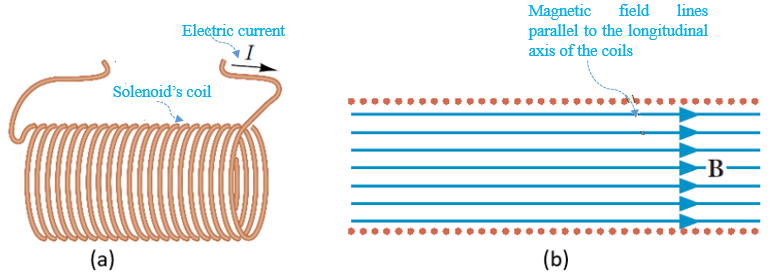 Electric current
I
Solenoid's coil
(a)
Magnetic field lines
parallel to the longitudinal
axis of the coils
B
(b)